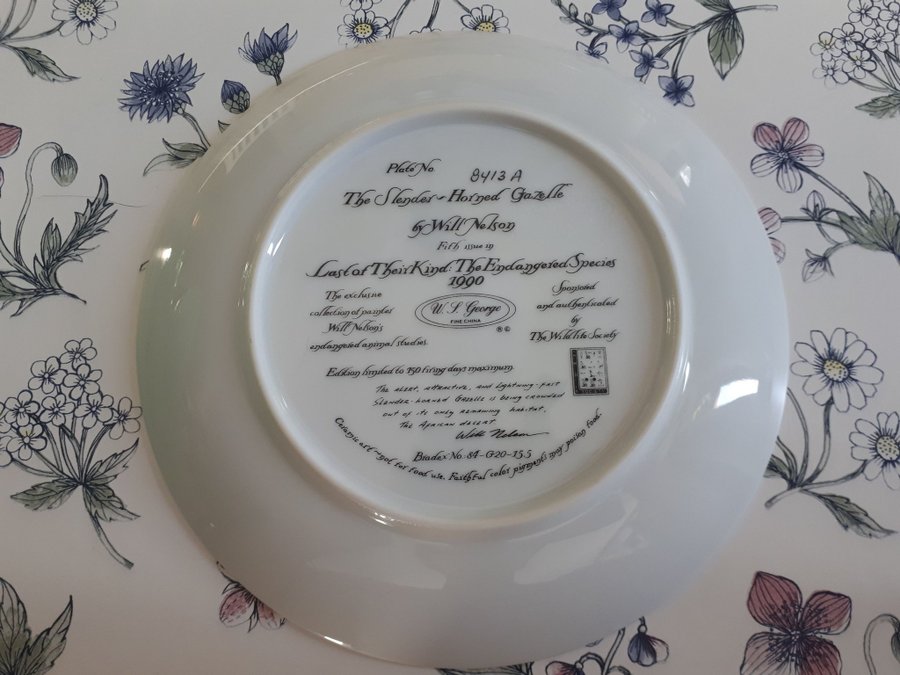 Plate No. 8413 A
The Slender-Horned Gazelle
by Will Nelson
Fifth issue in
Last of Their Kind: The Endangered Species
1990
The exclusive
collection of painter
Will Nelson's
endangered animal studies.
W. S. George
FINE CHINA
®©
Sponsored
and authenticated
by
The Wildlife Society
Edition limited to 150 firing days maximum
The alert, attractive, and lightning-fast
Slender-horned Gazelle is being crowded
out of its only remaining habitat,
the African desert
Will Nelson
Bradex No. 84-G20-15.5
Ceramic art – not for food use. Faithful color pigments may poison food.